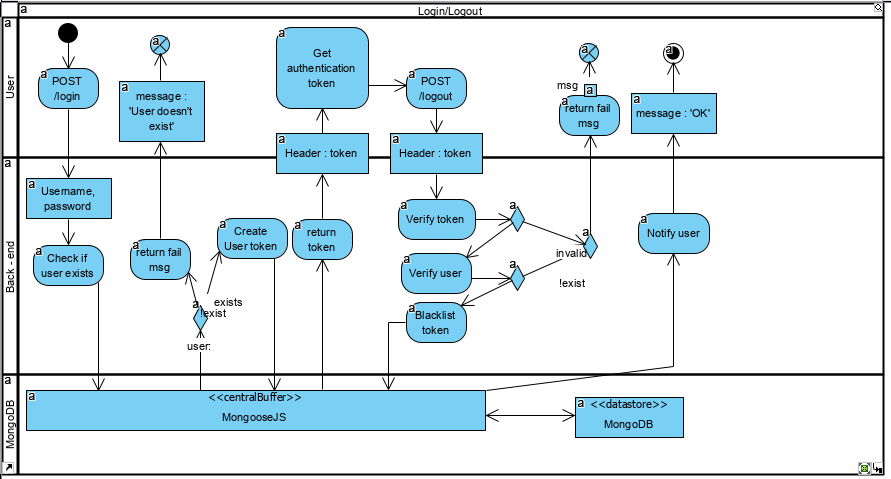 Login/Logout
a
a
User
a
POST
/login
a
a
message :
'User doesn't
exist'
a
Get
authentication
token
a
POST
/logout
a
msg
a
a
return fail
msg
a
a
message : 'OK'
a
Header : token
a
Header : token
a
Back - end
a
Username,
password
a
Check if
user exists
a
return fail
msg
a
Create
User token
a
return
token
a
exists
!exist
user:
a
Verify token
a
a
Verify user
a
a
invalid
!exist
a
Blacklist
token
a
Notify user
a
MongoDB
a
<<centralBuffer>>
MongooseJS
a
<<datastore>>
MongoDB